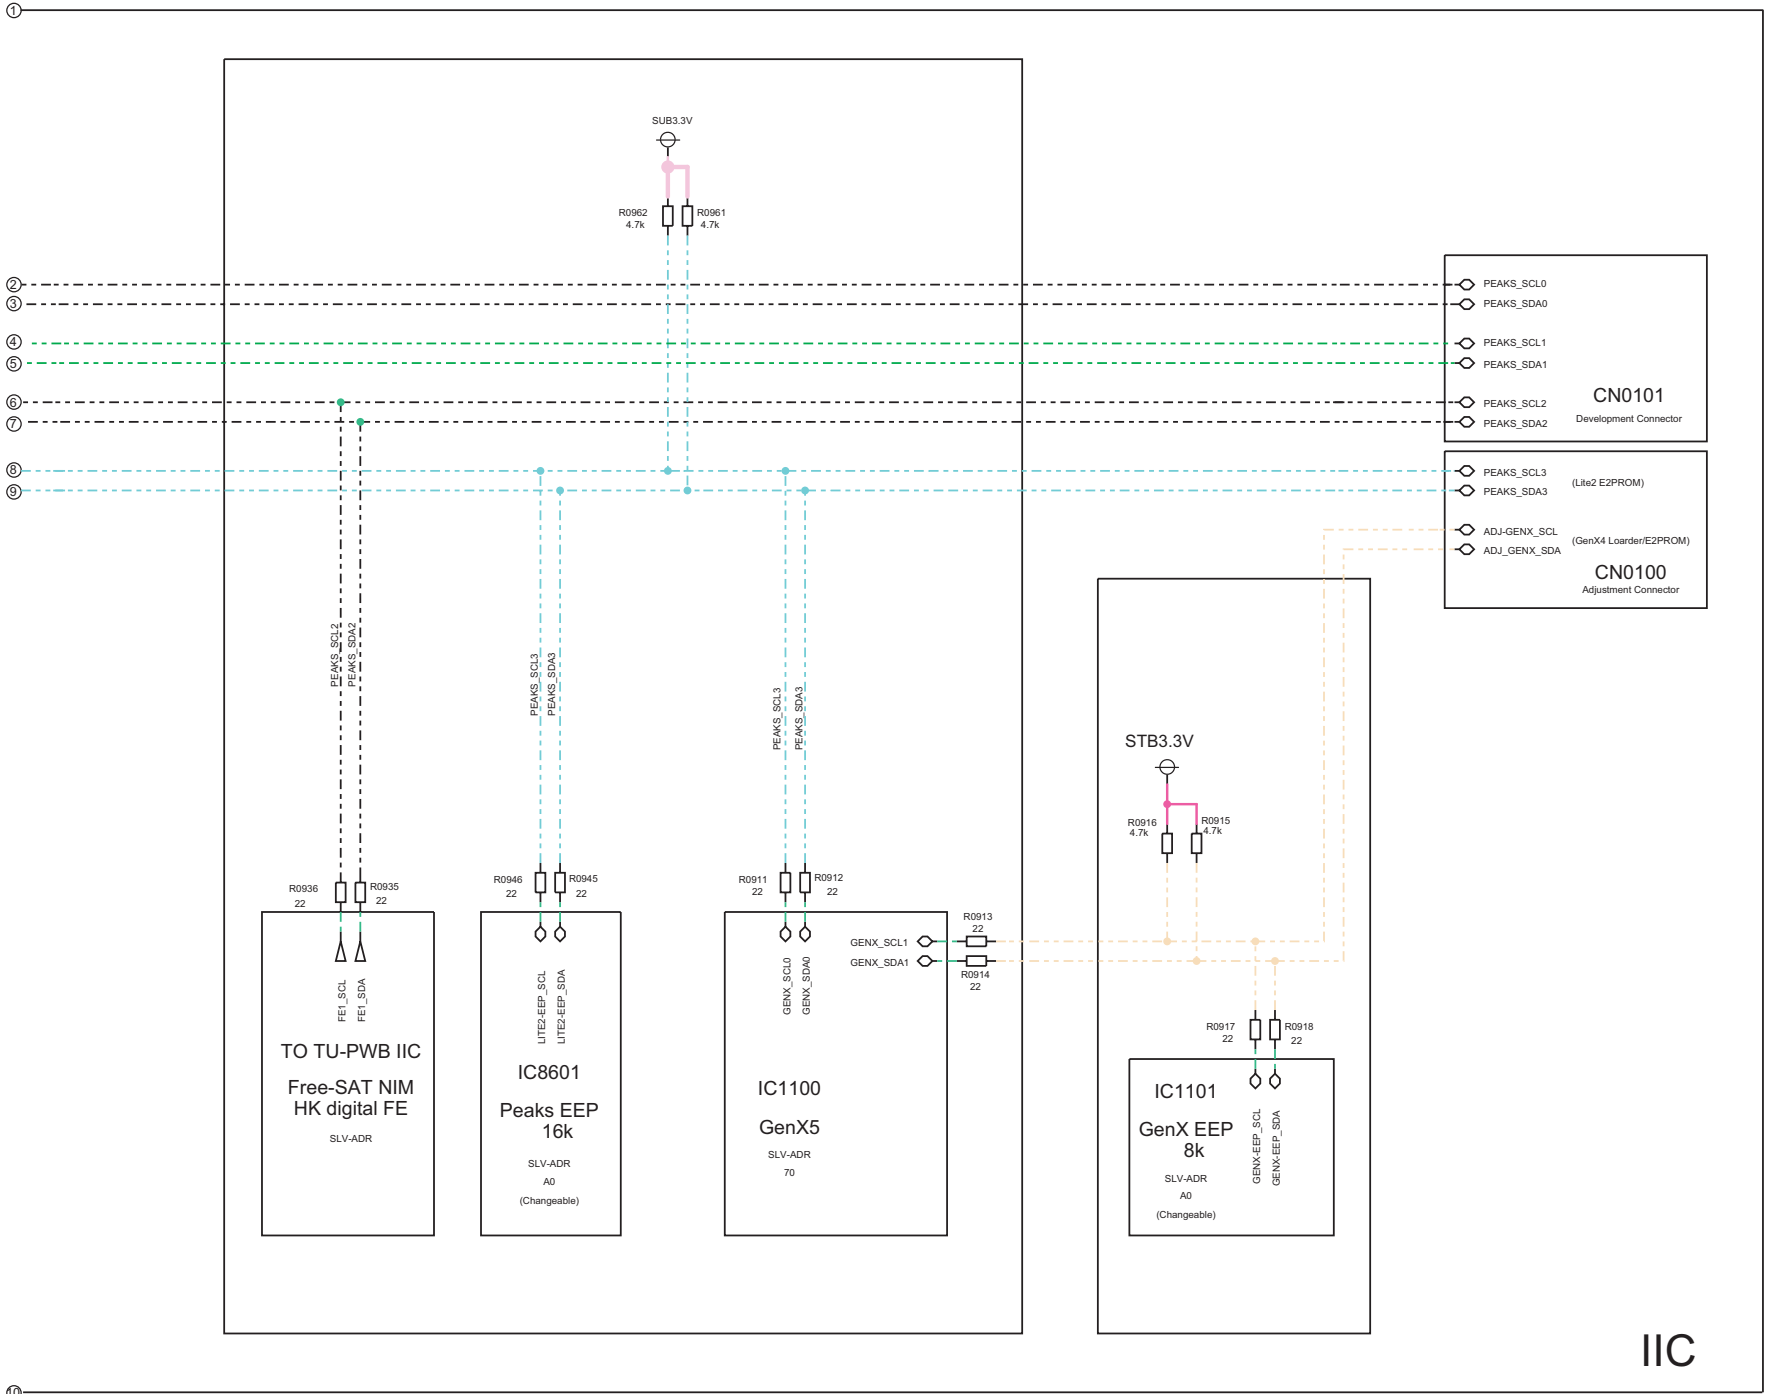 1
SUB3.3V
R0962
4.7k
R0961
4.7k
2
3
4
5
6
7
8
9
PEAKS_SCL0
PEAKS_SDA0
PEAKS_SCL1
PEAKS_SDA1
PEAKS_SCL2
PEAKS_SDA2
CN0101
Development Connector
PEAKS_SCL3
PEAKS_SDA3
(Lite2 E2PROM)
ADJ-GENX_SCL
ADJ_GENX_SDA
(GenX4 Loarder/E2PROM)
CN0100
Adjustment Connector
PEAKS_SCL2
PEAKS_SDA2
PEAKS_SCL3
PEAKS_SDA3
PEAKS_SCL3
PEAKS_SDA3
STB3.3V
R0916
4.7k
R0915
4.7k
R0936
22
R0935
22
R0946
22
R0945
22
R0911
22
R0912
22
FE1_SCL
FE1_SDA
TO TU-PWB IIC
Free-SAT NIM
HK digital FE
SLV-ADR
LITE2-EEP_SCL
LITE2-EEP_SDA
IC8601
Peaks EEP
16k
SLV-ADR
A0
(Changeable)
GENX_SCL0
GENX_SDA0
GENX_SCL1
GENX_SDA1
R0913
22
R0914
22
IC1100
GenX5
SLV-ADR
70
R0917
22
R0918
22
IC1101
GenX EEP
8k
SLV-ADR
A0
(Changeable)
GENX-EEP_SCL
GENX-EEP_SDA
IIC
10